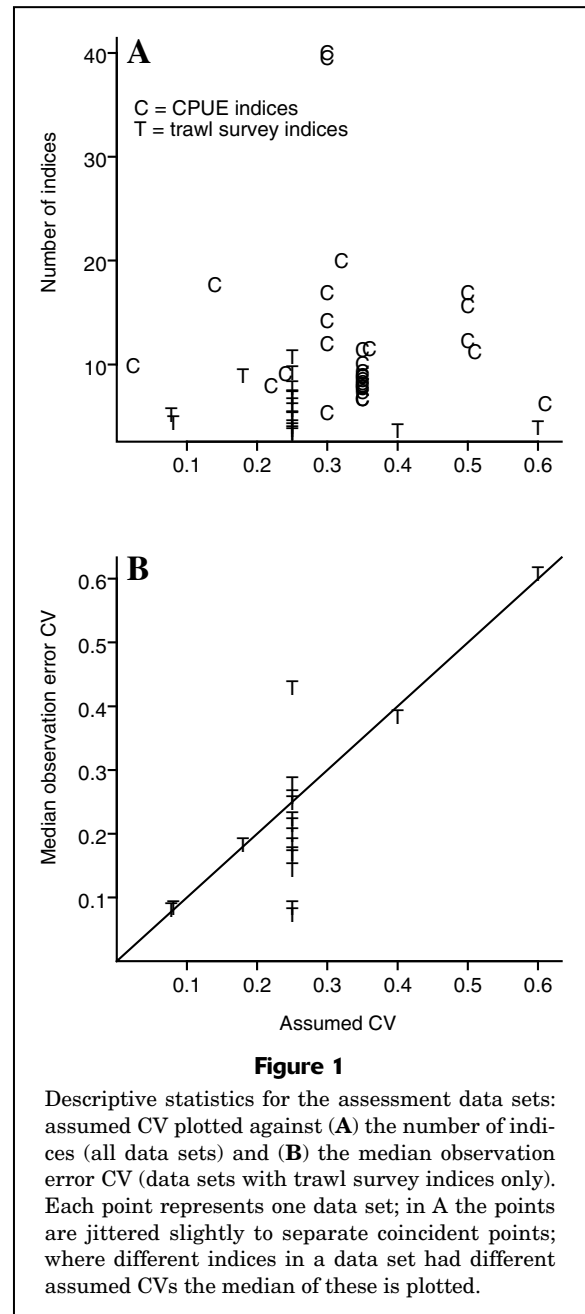 A
C = CPUE indices
T = trawl survey indices
Number of indices
40
30
20
10
0.1 0.2 0.3 0.4 0.5 0.6
B
Median observation error CV
0.6
0.5
0.4
0.3
0.2
0.1
0.1 0.2 0.3 0.4 0.5 0.6
Assumed CV
Figure 1
Descriptive statistics for the assessment data sets:
assumed CV plotted against (A) the number of indi-
ces (all data sets) and (B) the median observation
error CV (data sets with trawl survey indices only).
Each point represents one data set; in A the points
are jittered slightly to separate coincident points;
where different indices in a data set had different
assumed CVs the median of these is plotted.